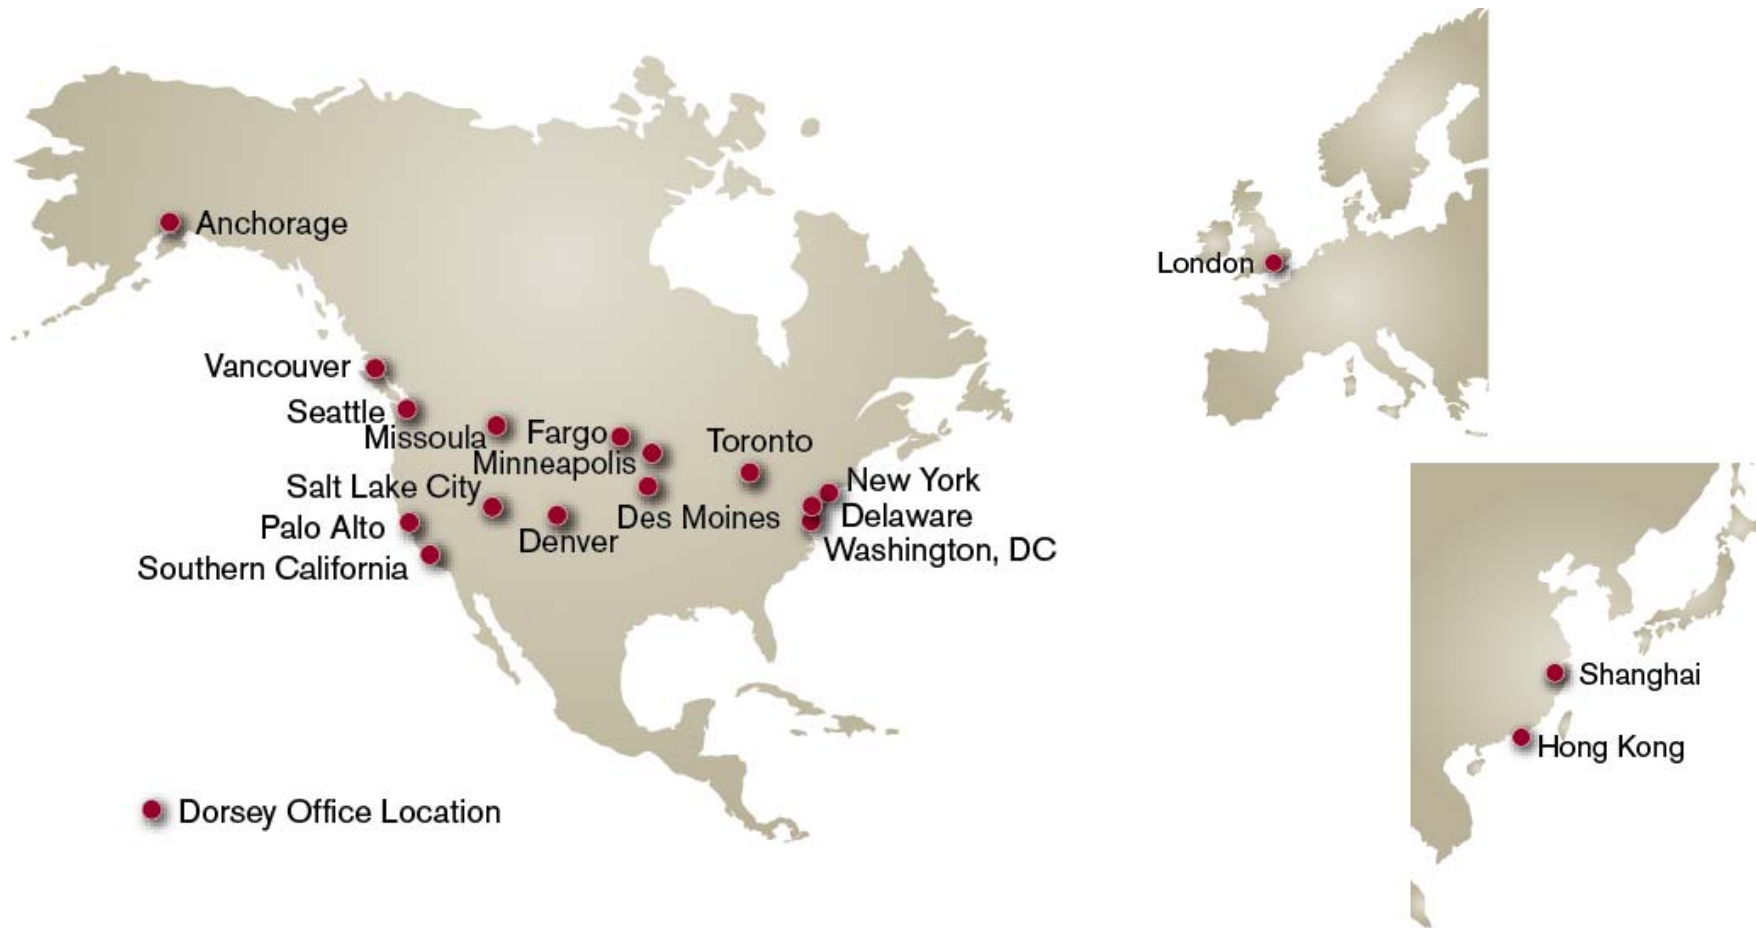 Anchorage
London
Vancouver
Seattle
Missoula
Fargo
Toronto
Minneapolis
New York
Salt Lake City
Delaware
Des Moines
Palo Alto
Denver
Washington, DC
Southern California
Shanghai
Hong Kong
Dorsey Office Location